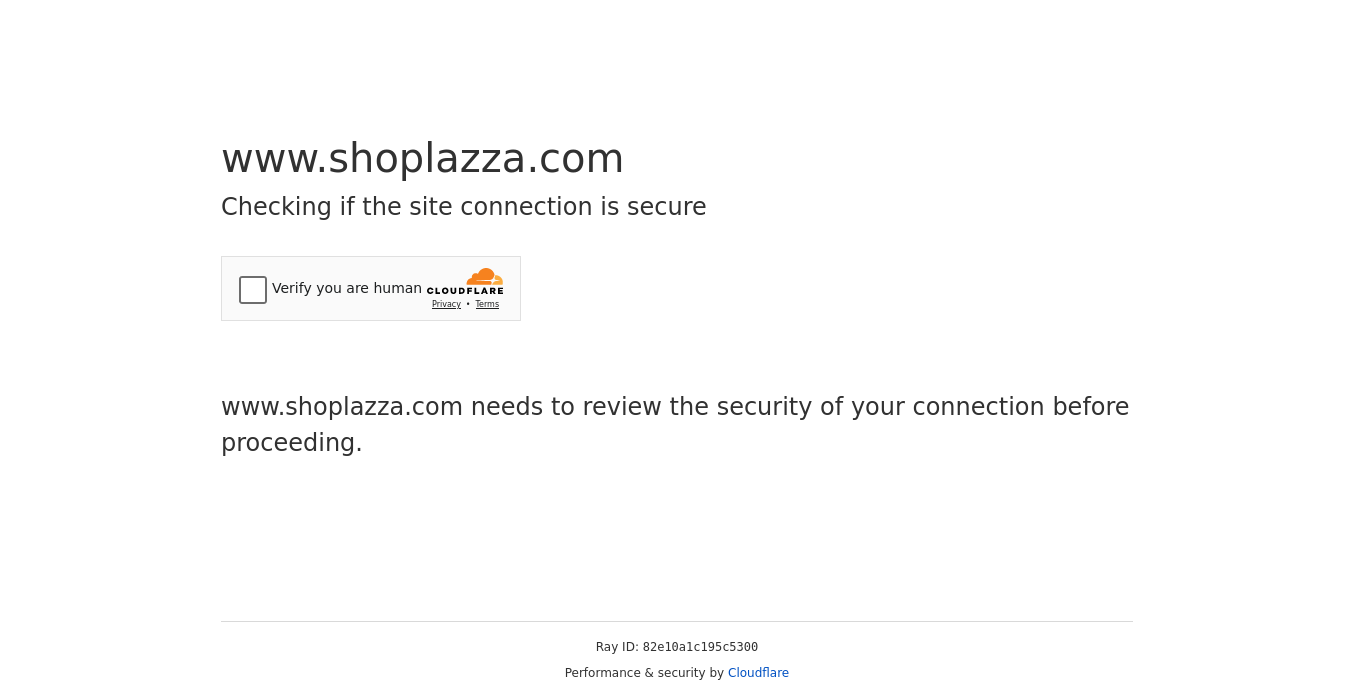 www.shoplazza.com
Checking if the site connection is secure
Verify you are human
CLOUDFLARE
Privacy • Terms
www.shoplazza.com needs to review the security of your connection before
proceeding.
Ray ID: 82e10a1c195c5300
Performance & security by Cloudflare